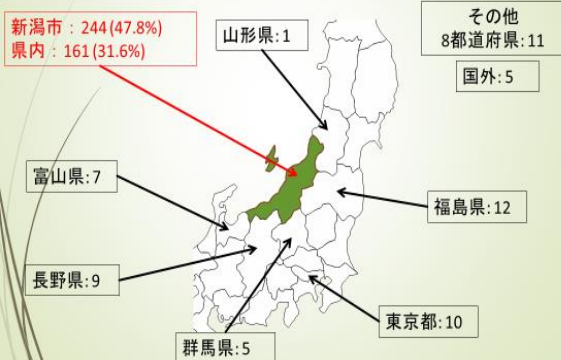 新潟市：244(47.8%)
県内：161(31.6%)
山形県:1
その他
8都道府県:11
国外:5
富山県:7
福島県:12
長野県:9
東京都:10
群馬県:5